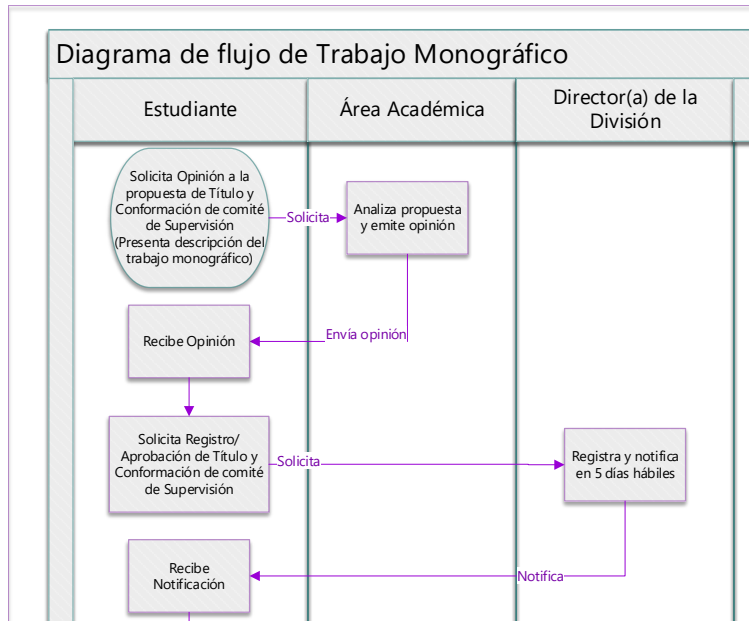 Diagrama de flujo de Trabajo Monográfico
Estudiante
Área Académica
Director(a) de la
División
Solicita Opinión a la
propuesta de Título y
Conformación de comité
de Supervisión
(Presenta descripción del
trabajo monográfico)
Solicita
Analiza propuesta
y emite opinión
Envía opinión
Recibe Opinión
Solicita Registro/
Aprobación de Título y
Conformación de comité
de Supervisión
Solicita
Registra y notifica
en 5 días hábiles
Notifica
Recibe
Notificación